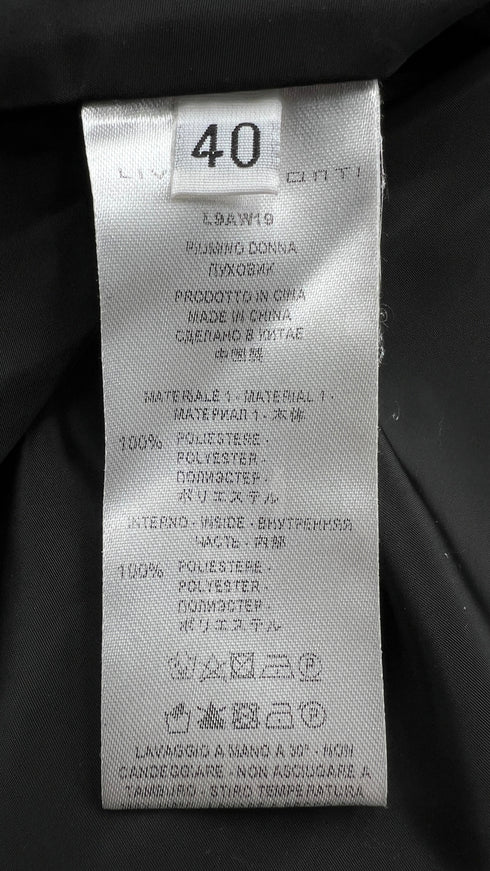 40
LIV
L9AW19
PIUMINO DONNA
ПУХОВИК
PRODOTTO IN CINA
MADE IN CHINA
СДЕЛАНО В КИТАЕ
中国製
MATERIALE 1 - MATERIAL 1 -
МАТЕРИАЛ 1 - 本体
100% POLIESTERE -
POLYESTER -
ПОЛИЭСТЕР -
ポリエステル
INTERNO - INSIDE - ВНУТРЕННЯЯ
ЧАСТЬ - 内部
100% POLIESTERE -
POLYESTER -
ПОЛИЭСТЕР -
ポリエステル
LAVAGGIO A MANO A 30° - NON
CANDEGGIARE - NON ASCIUGARE A
TAMBURO - STIRO TEMPERATURA